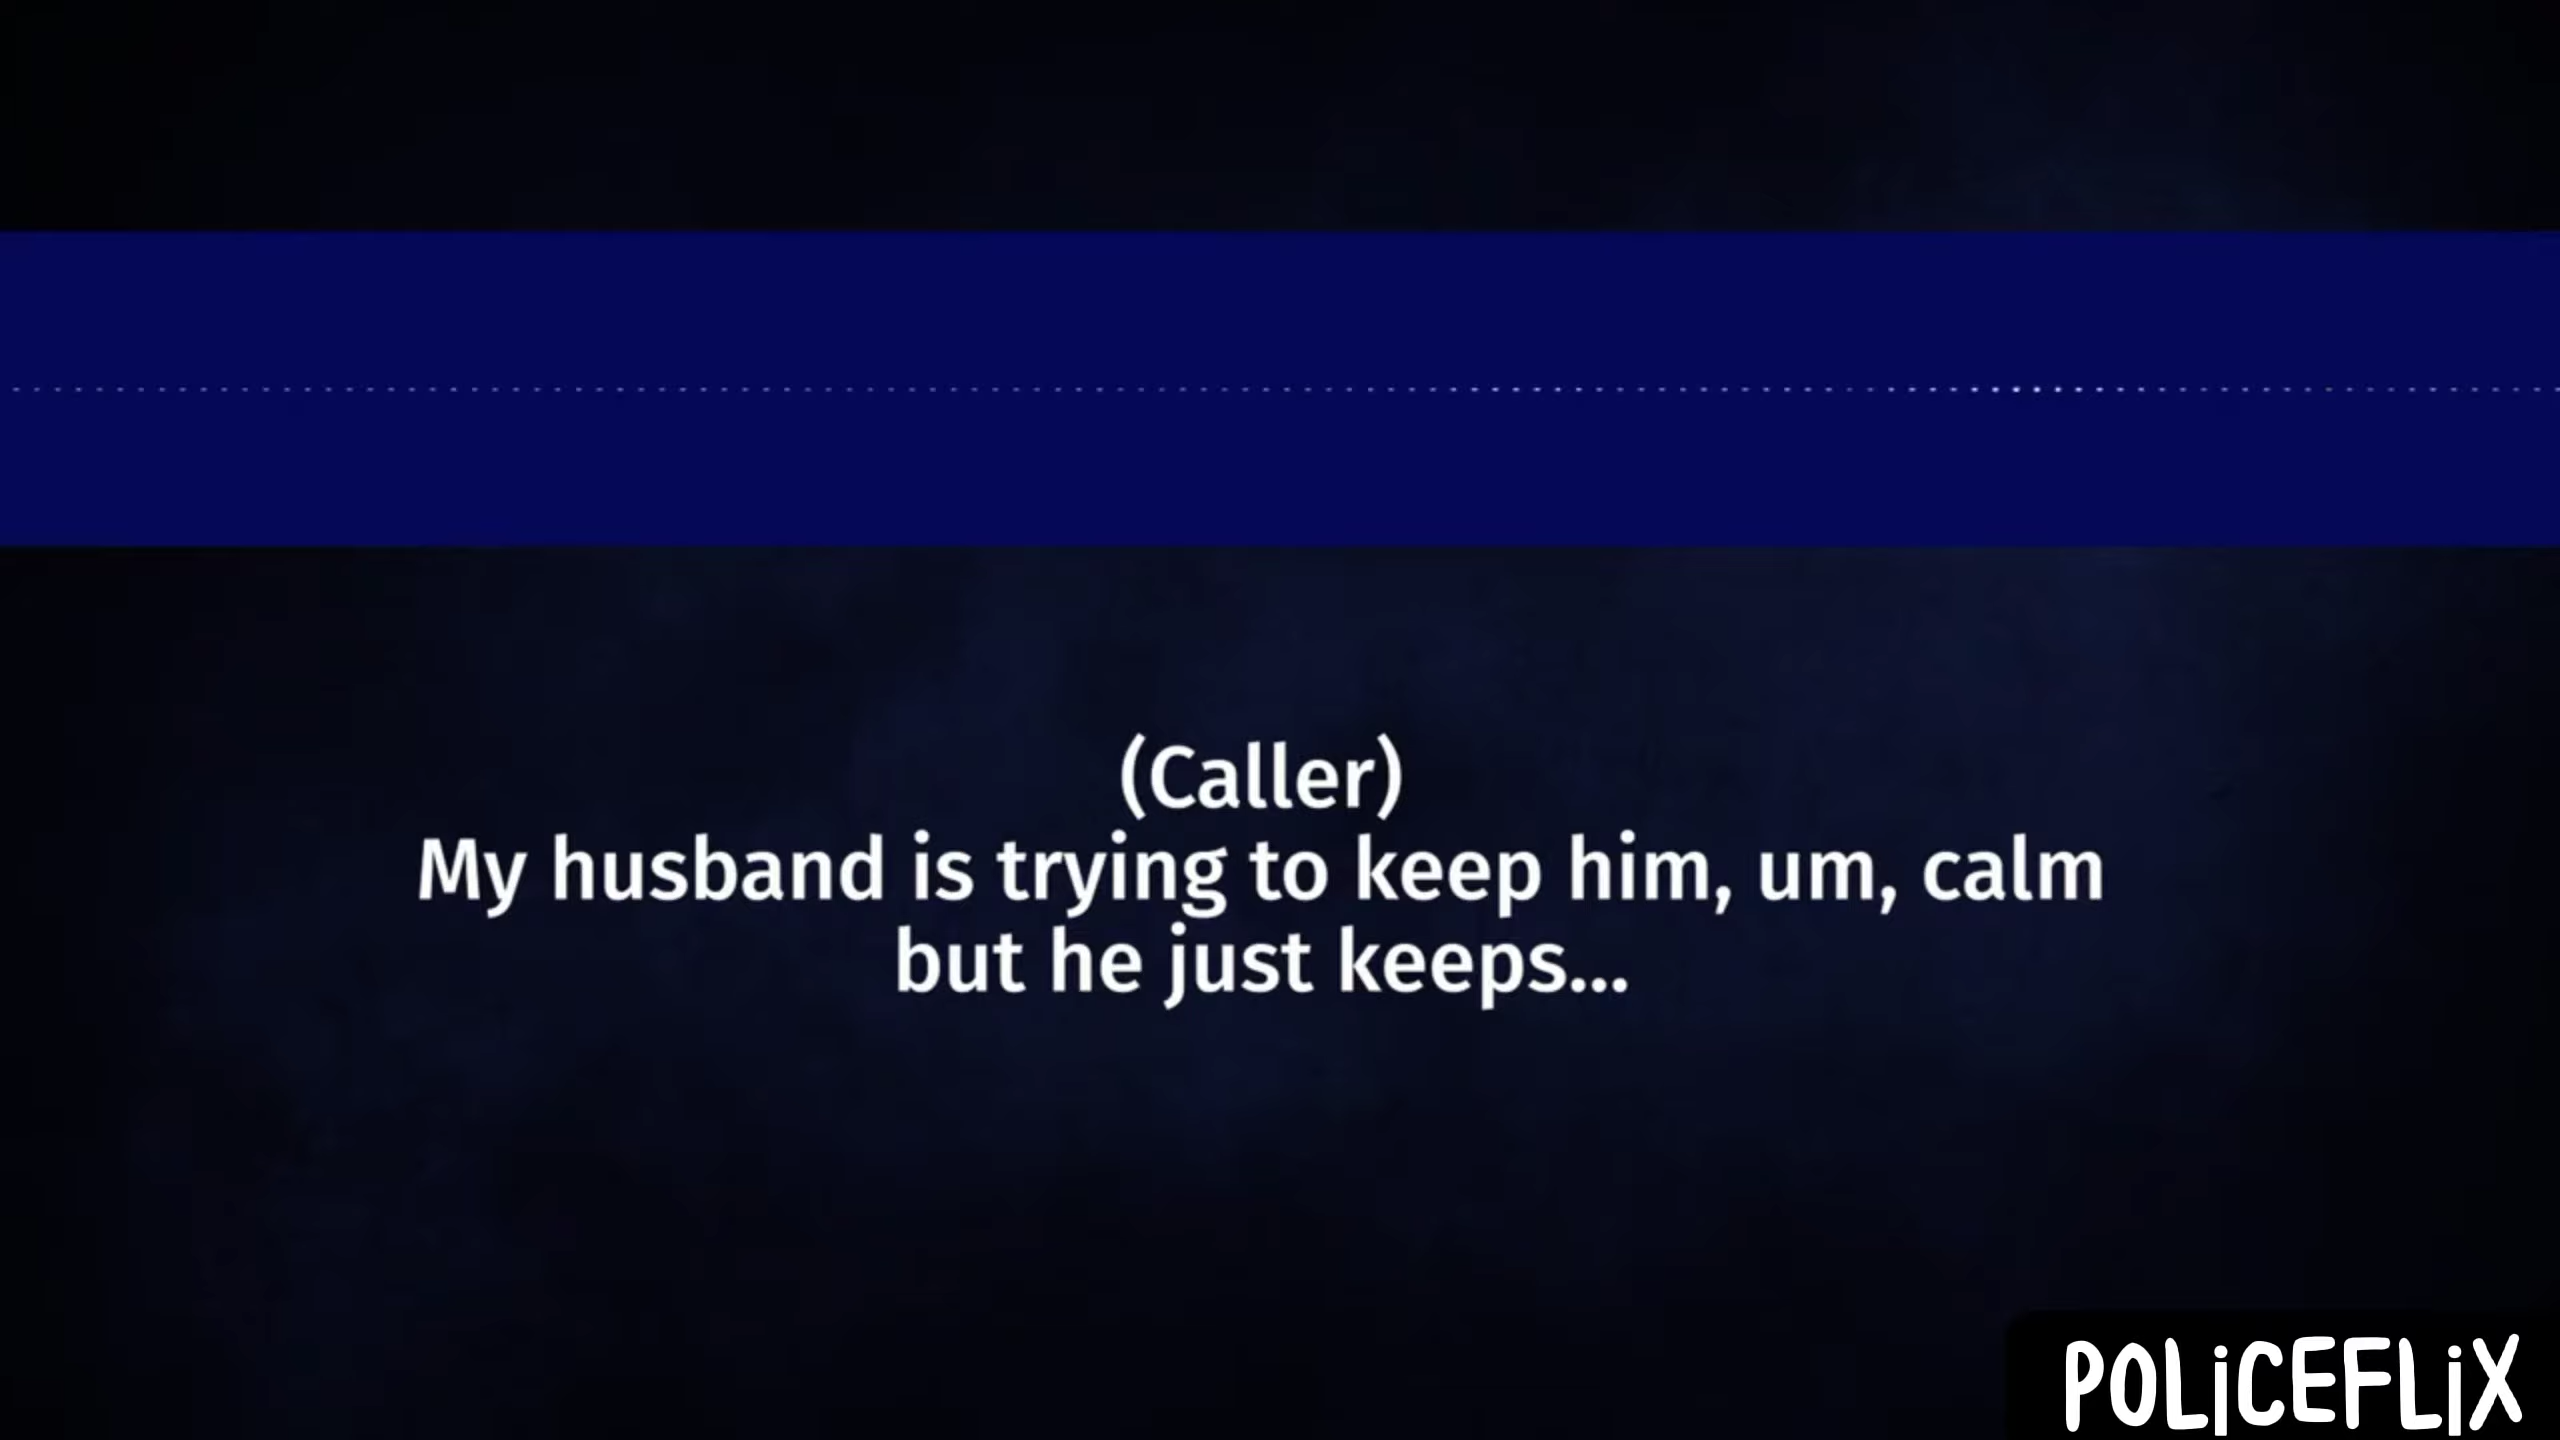 (Caller)
My husband is trying to keep him, um, calm
but he just keeps...
POLiCEFLiX